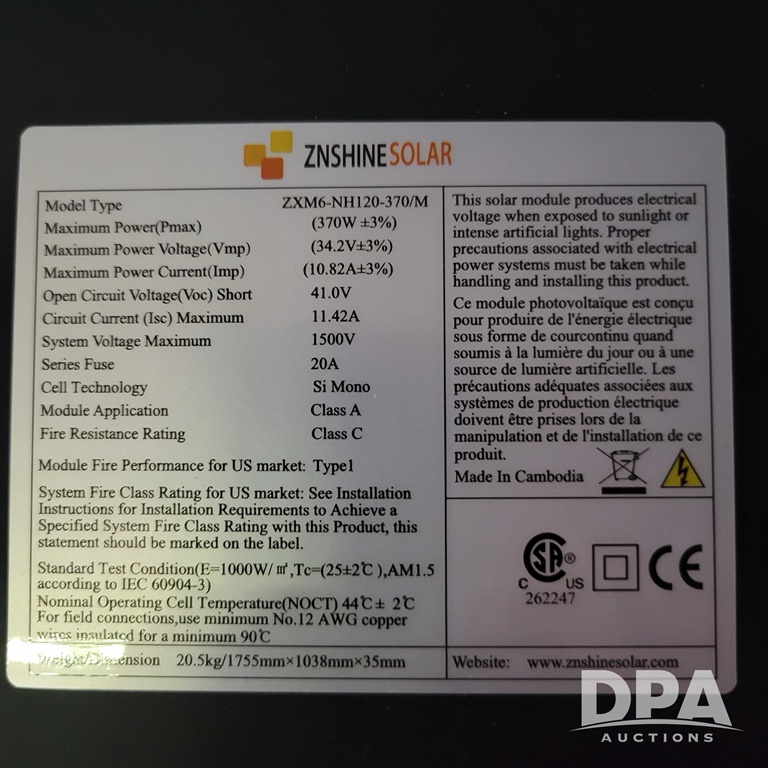 ZNSHINESOLAR
Model Type ZXM6-NH120-370/M
Maximum Power(Pmax) (370W ±3%)
Maximum Power Voltage(Vmp) (34.2V±3%)
Maximum Power Current(Imp) (10.82A±3%)
Open Circuit Voltage(Voc) Short 41.0V
Circuit Current (Isc) Maximum 11.42A
System Voltage Maximum 1500V
Series Fuse 20A
Cell Technology Si Mono
Module Application Class A
Fire Resistance Rating Class C
Module Fire Performance for US market: Type1
System Fire Class Rating for US market: See Installation
Instructions for Installation Requirements to Achieve a
Specified System Fire Class Rating with this Product, this
statement should be marked on the label.
Standard Test Condition(E=1000W/㎡,Tc=(25±2℃),AM1.5
according to IEC 60904-3)
Nominal Operating Cell Temperature(NOCT) 44℃± 2℃
For field connections,use minimum No.12 AWG copper
wires insulated for a minimum 90℃
Weight/Dimension 20.5kg/1755mm×1038mm×35mm
This solar module produces electrical
voltage when exposed to sunlight or
intense artificial lights. Proper
precautions associated with electrical
power systems must be taken while
handling and installing this product.
Ce module photovoltaïque est conçu
pour produire de l'énergie électrique
sous forme de courcontinu quand
soumis à la lumière du jour ou à une
source de lumière artificielle. Les
précautions adéquates associées aux
systèmes de production électrique
doivent être prises lors de la
manipulation et de l'installation de ce
produit.
Made In Cambodia
CSA®
C US
262247
CE
Website: www.znshinesolar.com
DPA
AUCTIONS